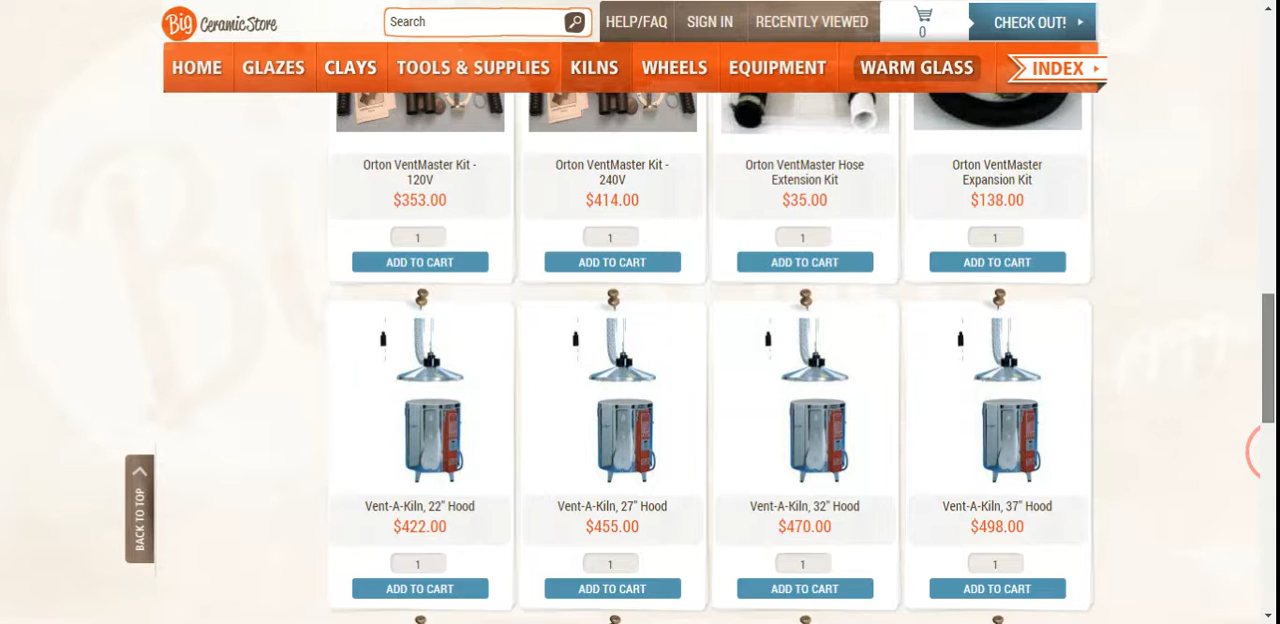 Big CeramicStore
Search
HELP/FAQ
SIGN IN
RECENTLY VIEWED
0
CHECK OUT!
HOME
GLAZES
CLAYS
TOOLS & SUPPLIES
KILNS
WHEELS
EQUIPMENT
WARM GLASS
INDEX
Orton VentMaster Kit -
120V
$353.00
1
ADD TO CART
Orton VentMaster Kit -
240V
$414.00
1
ADD TO CART
Orton VentMaster Hose
Extension Kit
$35.00
1
ADD TO CART
Orton VentMaster
Expansion Kit
$138.00
1
ADD TO CART
Vent-A-Kiln, 22" Hood
$422.00
1
ADD TO CART
Vent-A-Kiln, 27" Hood
$455.00
1
ADD TO CART
Vent-A-Kiln, 32" Hood
$470.00
1
ADD TO CART
Vent-A-Kiln, 37" Hood
$498.00
1
ADD TO CART
BACK TO TOP